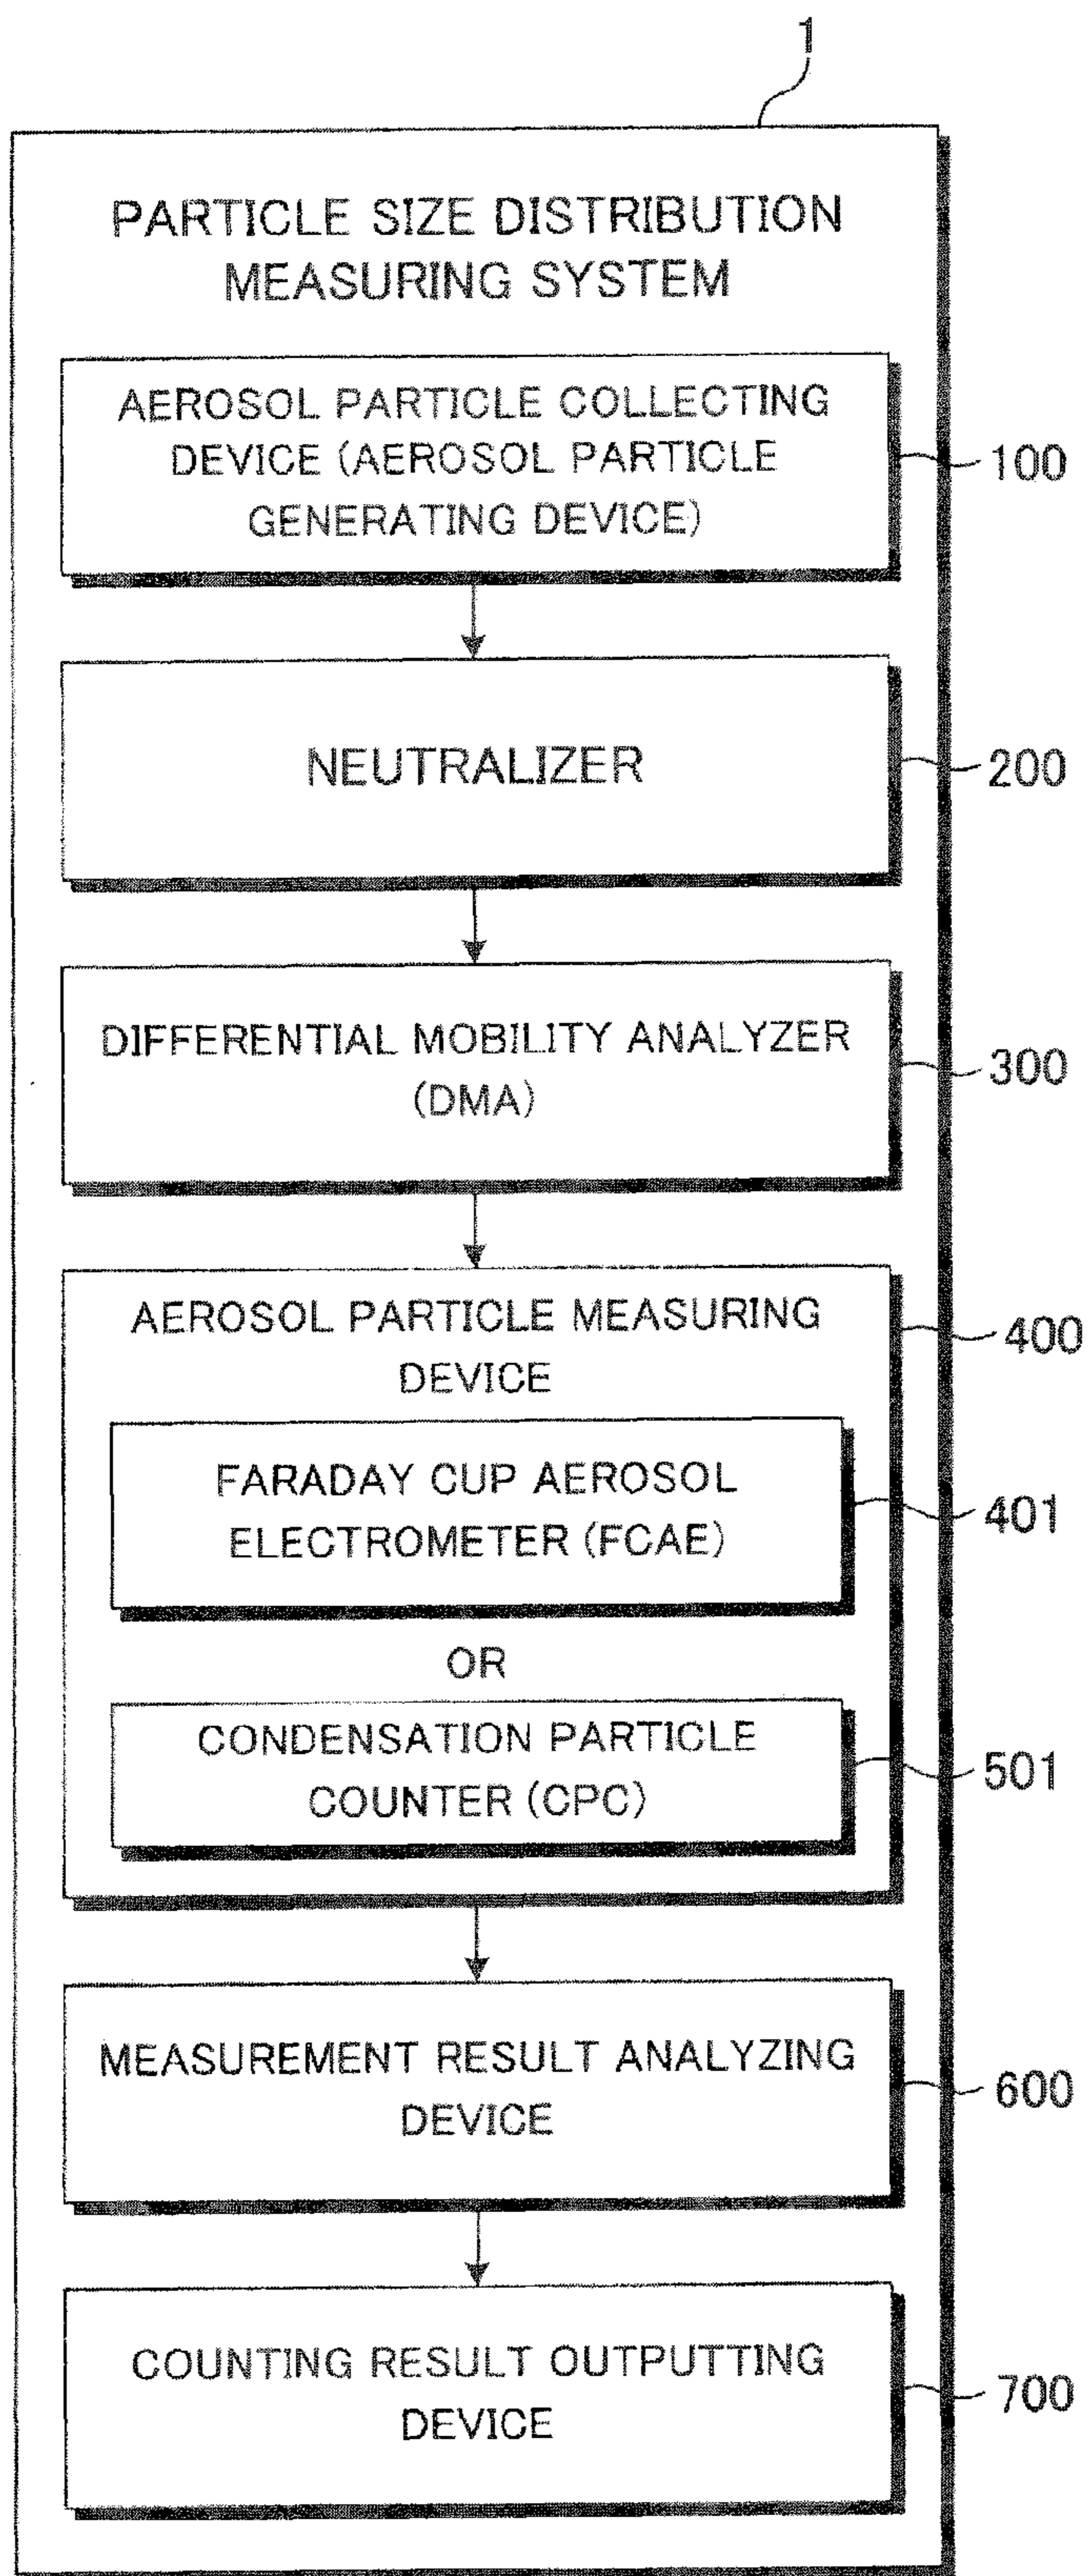 1
PARTICLE SIZE DISTRIBUTION
MEASURING SYSTEM
AEROSOL PARTICLE COLLECTING
DEVICE (AEROSOL PARTICLE
GENERATING DEVICE)
100
NEUTRALIZER
200
DIFFERENTIAL MOBILITY ANALYZER
(DMA)
300
AEROSOL PARTICLE MEASURING
DEVICE
400
FARADAY CUP AEROSOL
ELECTROMETER (FCAE)
401
OR
CONDENSATION PARTICLE
COUNTER (CPC)
501
MEASUREMENT RESULT ANALYZING
DEVICE
600
COUNTING RESULT OUTPUTTING
DEVICE
700